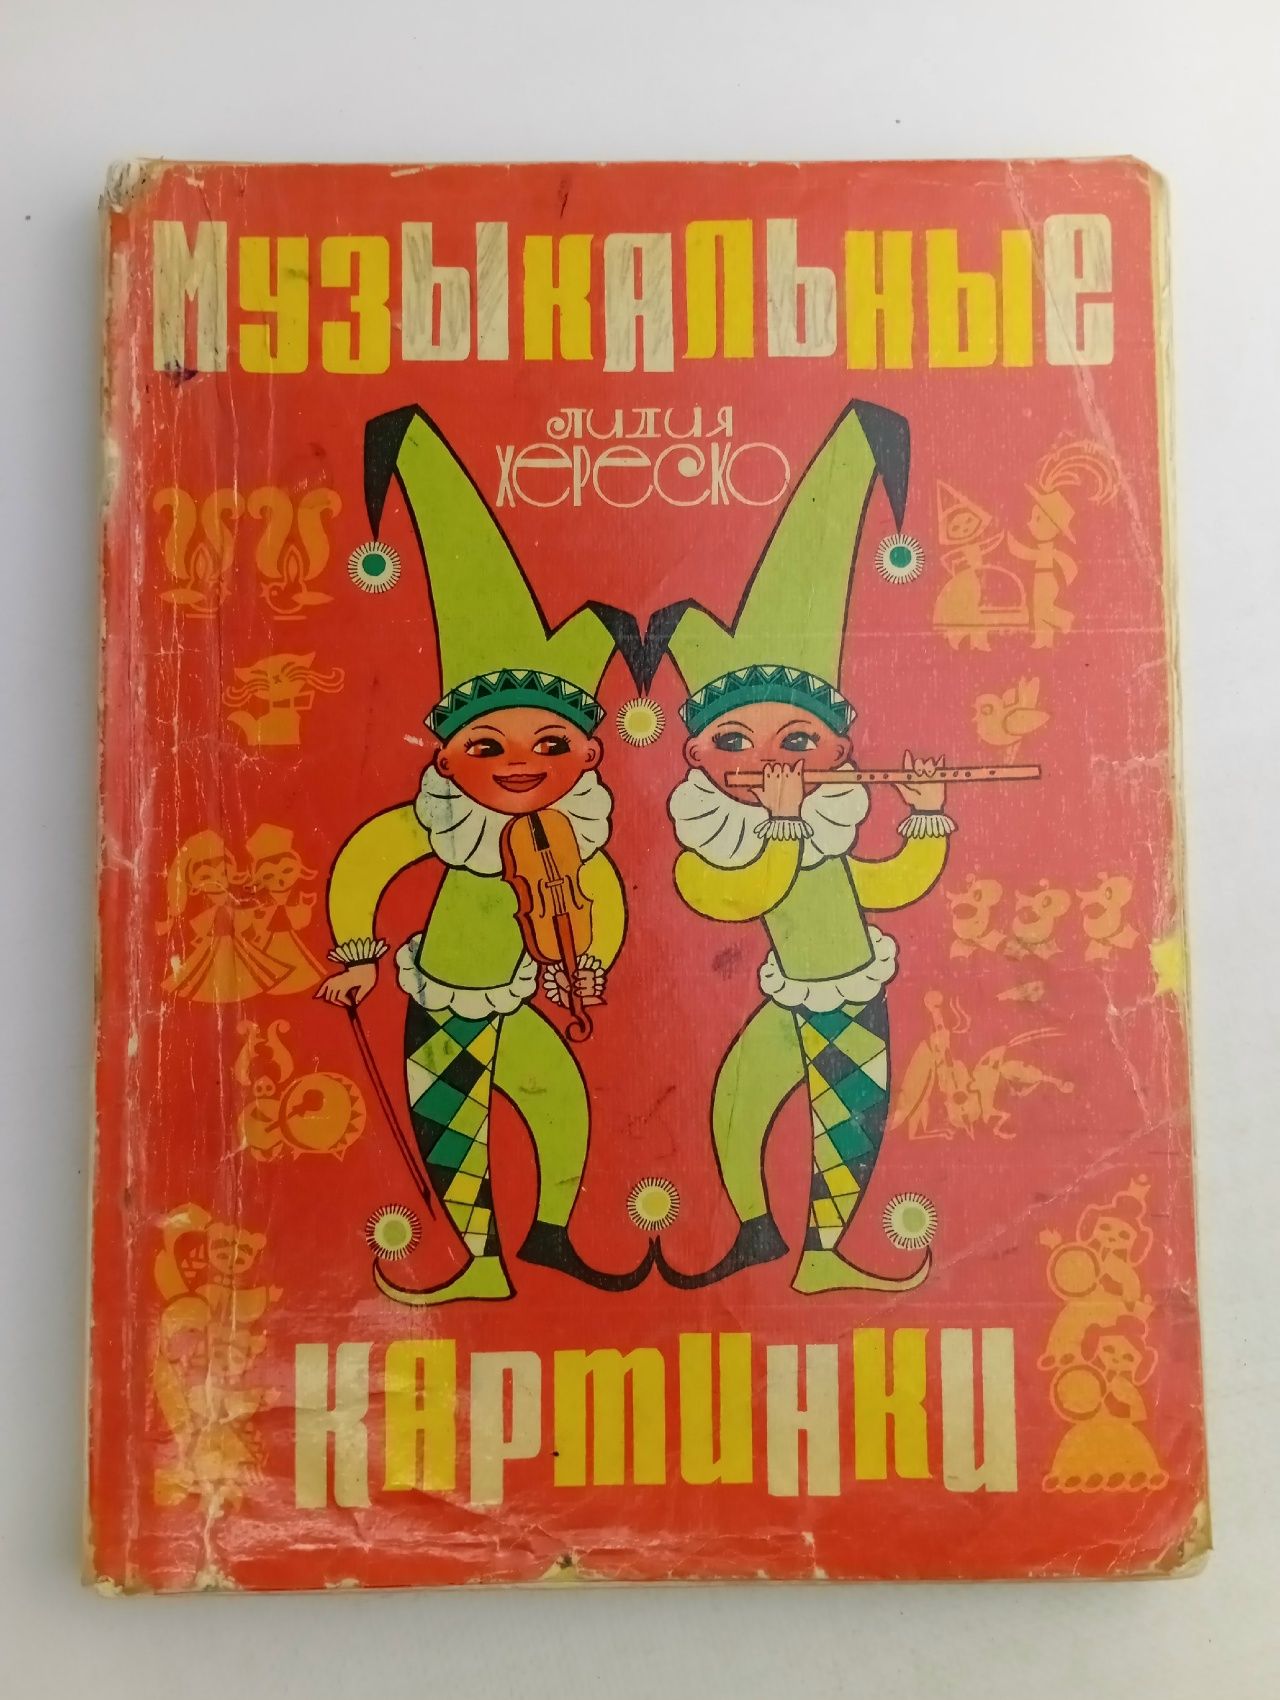 Музыкальные
Лидия
Хереско
Картинки